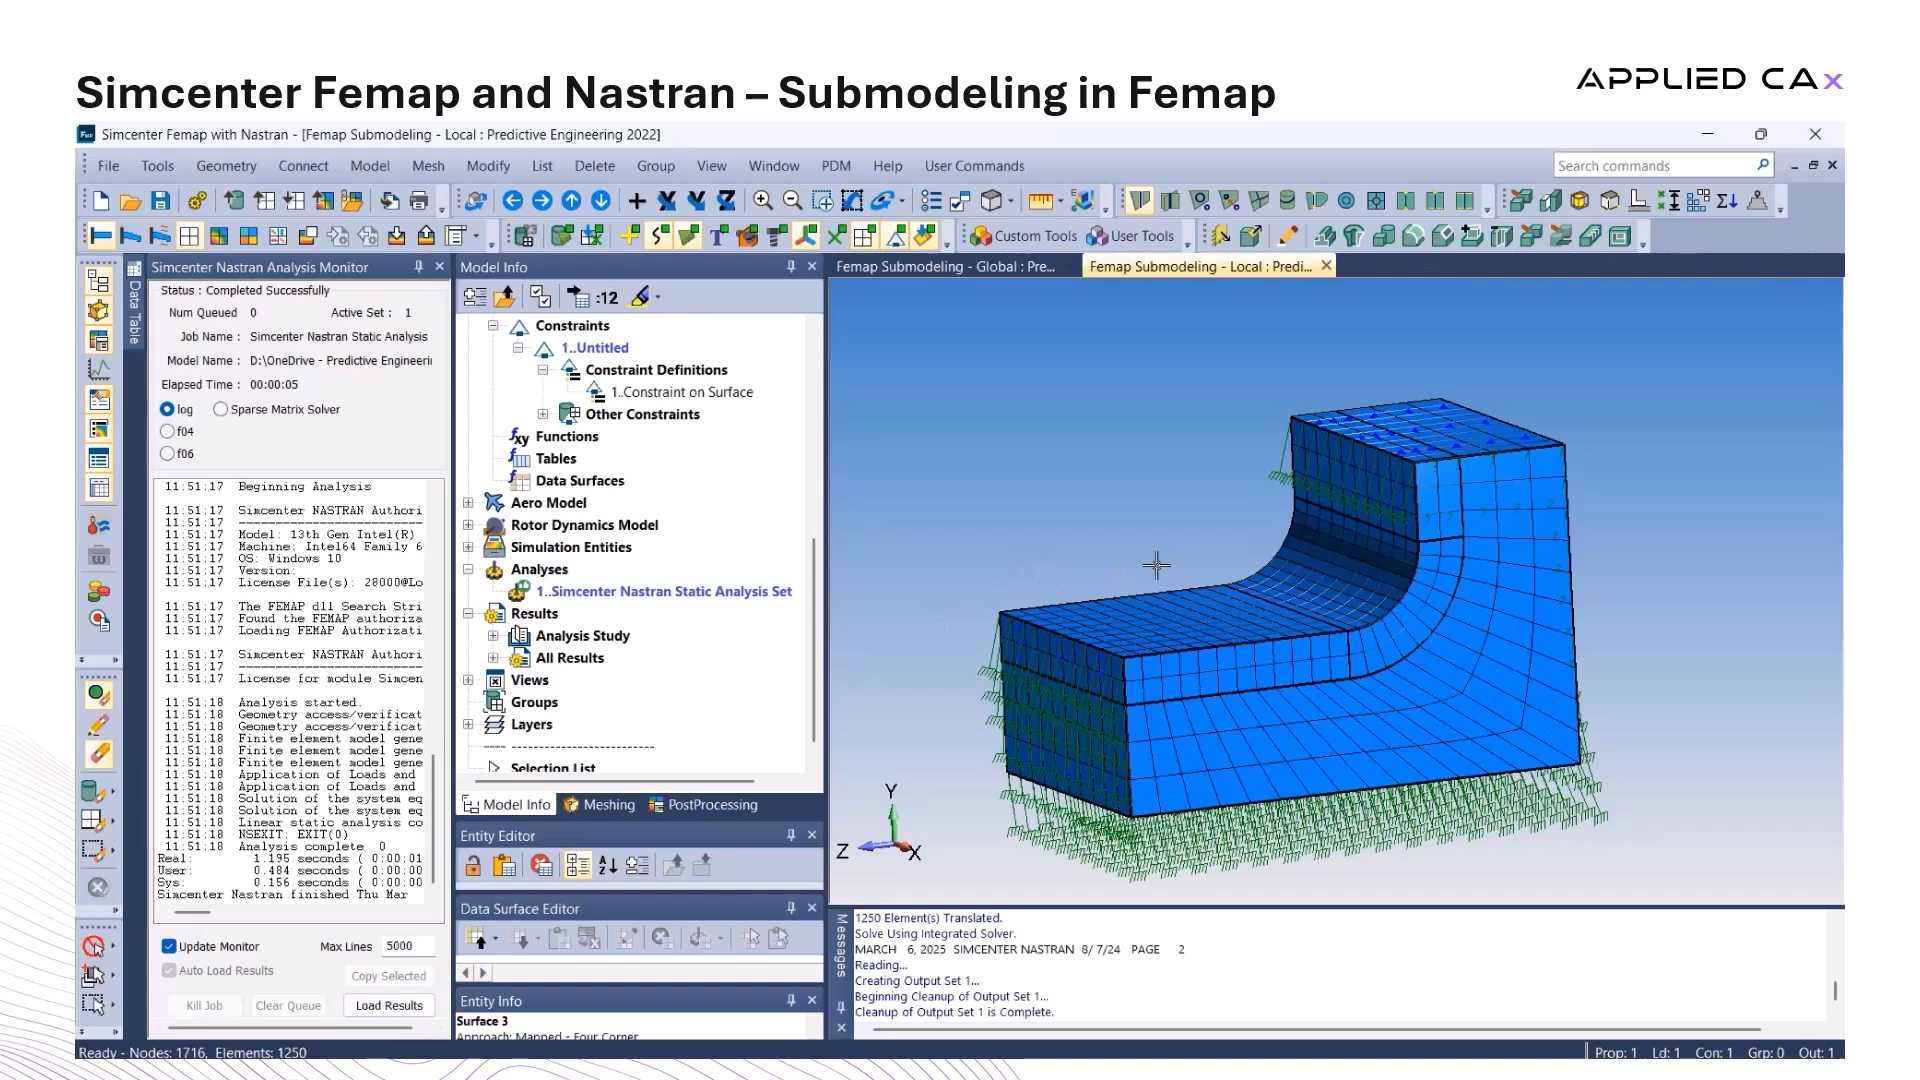 Simcenter Femap and Nastran – Submodeling in Femap
APPLIED CAx
Simcenter Femap with Nastran - [Femap Submodeling - Local : Predictive Engineering 2022]
File Tools Geometry Connect Model Mesh Modify List Delete Group View Window PDM Help User Commands
Search commands
Custom Tools User Tools
Simcenter Nastran Analysis Monitor
Status : Completed Successfully
Num Queued 0 Active Set : 1
Job Name : Simcenter Nastran Static Analysis
Model Name : D:\OneDrive - Predictive Engineeri
Elapsed Time : 00:00:05
log Sparse Matrix Solver
f04
f06
11:51:17 Beginning Analysis
11:51:17 Simcenter NASTRAN Authori
11:51:17 -----------------------
11:51:17 Model: 13th Gen Intel(R)
11:51:17 Machine: Intel64 Family 6
11:51:17 OS: Windows 10
11:51:17 Version:
11:51:17 License File(s): 28000@Lo
11:51:17 The FEMAP dll Search Stri
11:51:17 Found the FEMAP authoriza
11:51:17 Loading FEMAP Authorizati
11:51:17 Simcenter NASTRAN Authori
11:51:17 -----------------------
11:51:17 License for module Simcen
11:51:18 Analysis started.
11:51:18 Geometry access/verificat
11:51:18 Geometry access/verificat
11:51:18 Finite element model gene
11:51:18 Finite element model gene
11:51:18 Finite element model gene
11:51:18 Application of Loads and
11:51:18 Application of Loads and
11:51:18 Solution of the system eq
11:51:18 Solution of the system eq
11:51:18 Linear static analysis co
11:51:18 NSEXIT: EXIT(0)
11:51:18 Analysis complete 0
Real: 1.195 seconds ( 0:00:01
User: 0.484 seconds ( 0:00:00
Sys: 0.156 seconds ( 0:00:00
Simcenter Nastran finished Thu Mar
Update Monitor Max Lines 5000
Auto Load Results Copy Selected
Kill Job Clear Queue Load Results
Data Table
Model Info
:12
Constraints
1..Untitled
Constraint Definitions
1..Constraint on Surface
Other Constraints
Functions
Tables
Data Surfaces
Aero Model
Rotor Dynamics Model
Simulation Entities
Analyses
1..Simcenter Nastran Static Analysis Set
Results
Analysis Study
All Results
Views
Groups
Layers
---- --------------------------
Selection List
Model Info Meshing PostProcessing
Entity Editor
Data Surface Editor
Entity Info
Surface 3
Approach: Mapped - Four Corner
Femap Submodeling - Global : Pre...
Femap Submodeling - Local : Predi...
Y
Z
X
Messages
1250 Element(s) Translated.
Solve Using Integrated Solver.
MARCH 6, 2025 SIMCENTER NASTRAN 8/ 7/24 PAGE 2
Reading...
Creating Output Set 1...
Beginning Cleanup of Output Set 1...
Cleanup of Output Set 1 is Complete.
Ready - Nodes: 1716, Elements: 1250
Prop: 1 Ld: 1 Con: 1 Grp: 0 Out: 1